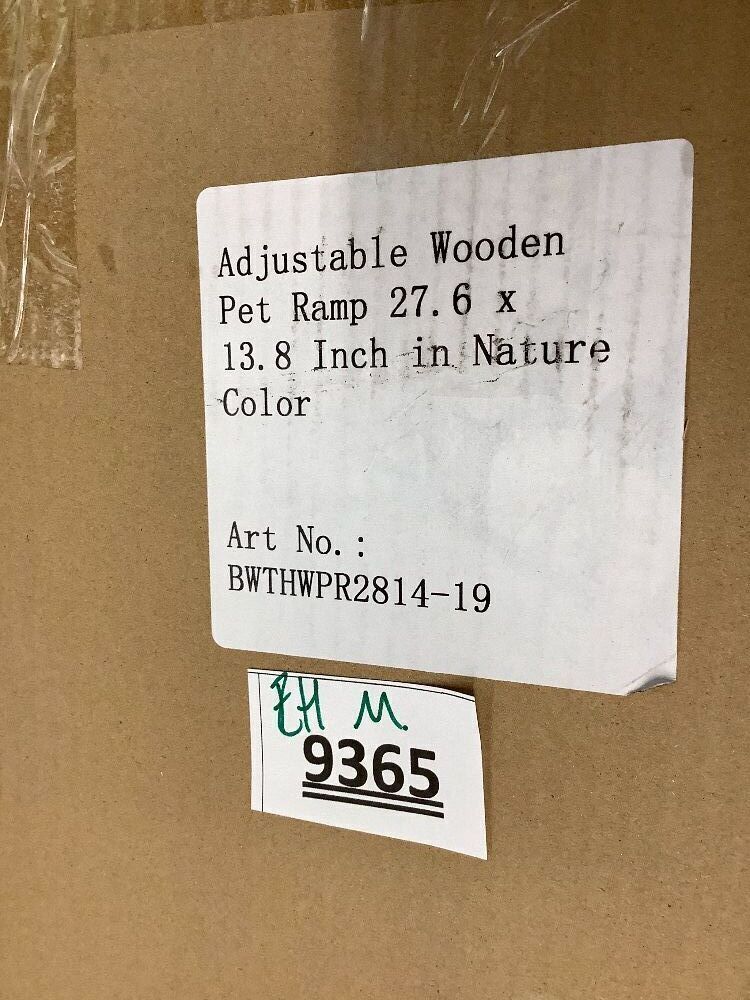 Adjustable Wooden
Pet Ramp 27.6 x
13.8 Inch in Nature
Color
Art No.:
BWTHWPR2814-19
EH M.
9365